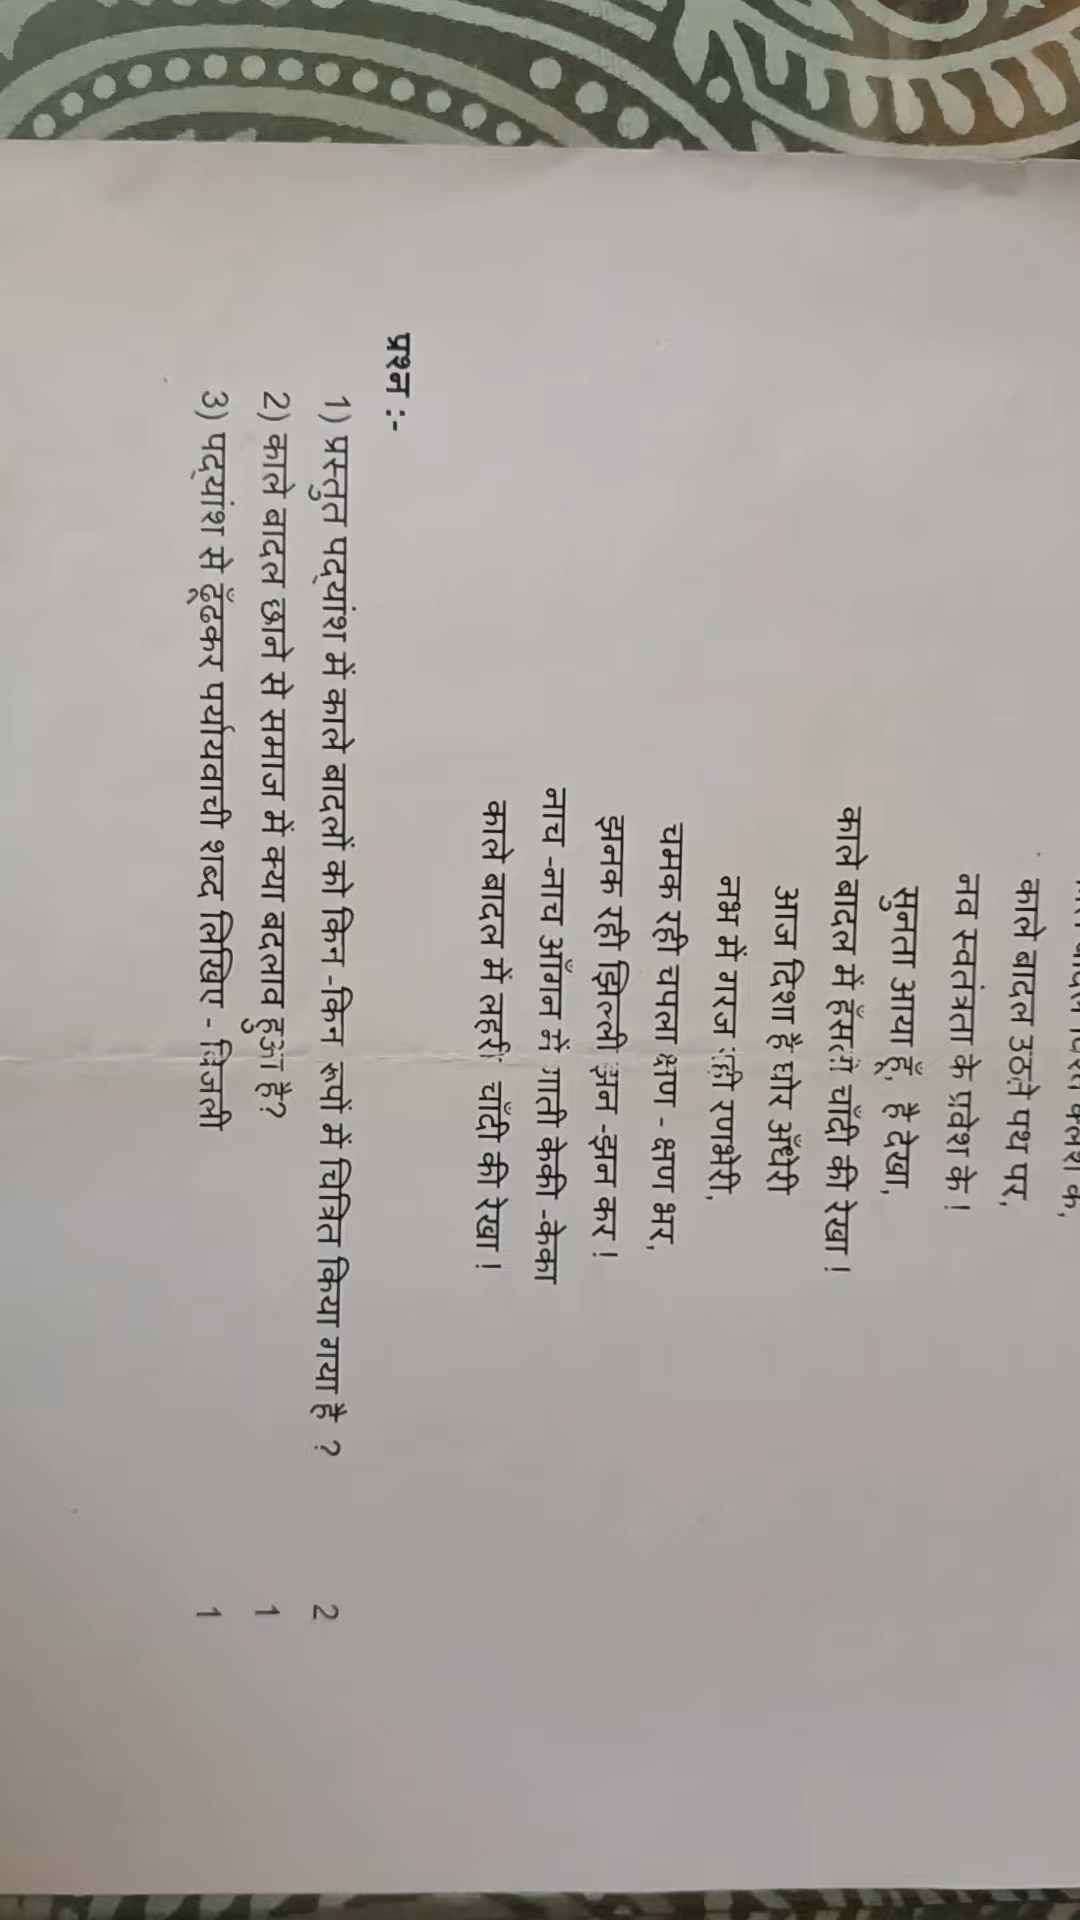 काले बादल उठते पथ पर,
नव स्वतंत्रता के प्रवेश के !
सुनता आया हूँ, है देखा,
काले बादल में हँसती चाँदी की रेखा !
आज दिशा है घोर अँधेरी
नभ में गरज रही रणभेरी,
चमक रही चपला क्षण - क्षण भर,
झनक रही झिल्ली झन -झन कर !
नाच -नाच आँगन में गाती केकी -केका
काले बादल में लहरी चाँदी की रेखा !
प्रश्न :-
1) प्रस्तुत पद्यांश में काले बादलों को किन -किन रूपों में चित्रित किया गया है ? 2
2) काले बादल छाने से समाज में क्या बदलाव हुआ है? 1
3) पद्यांश से ढूँढकर पर्यायवाची शब्द लिखिए - बिजली 1